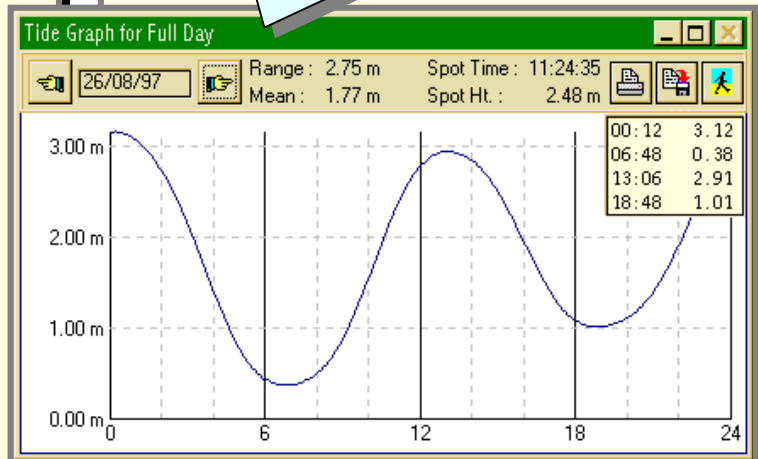 Tide Graph for Full Day
26/08/97
Range : 2.75 m Spot Time : 11:24:35
Mean : 1.77 m Spot Ht. : 2.48 m
00:12 3.12
06:48 0.38
13:06 2.91
18:48 1.01
3.00 m
2.00 m
1.00 m
0.00 m
0 6 12 18 24